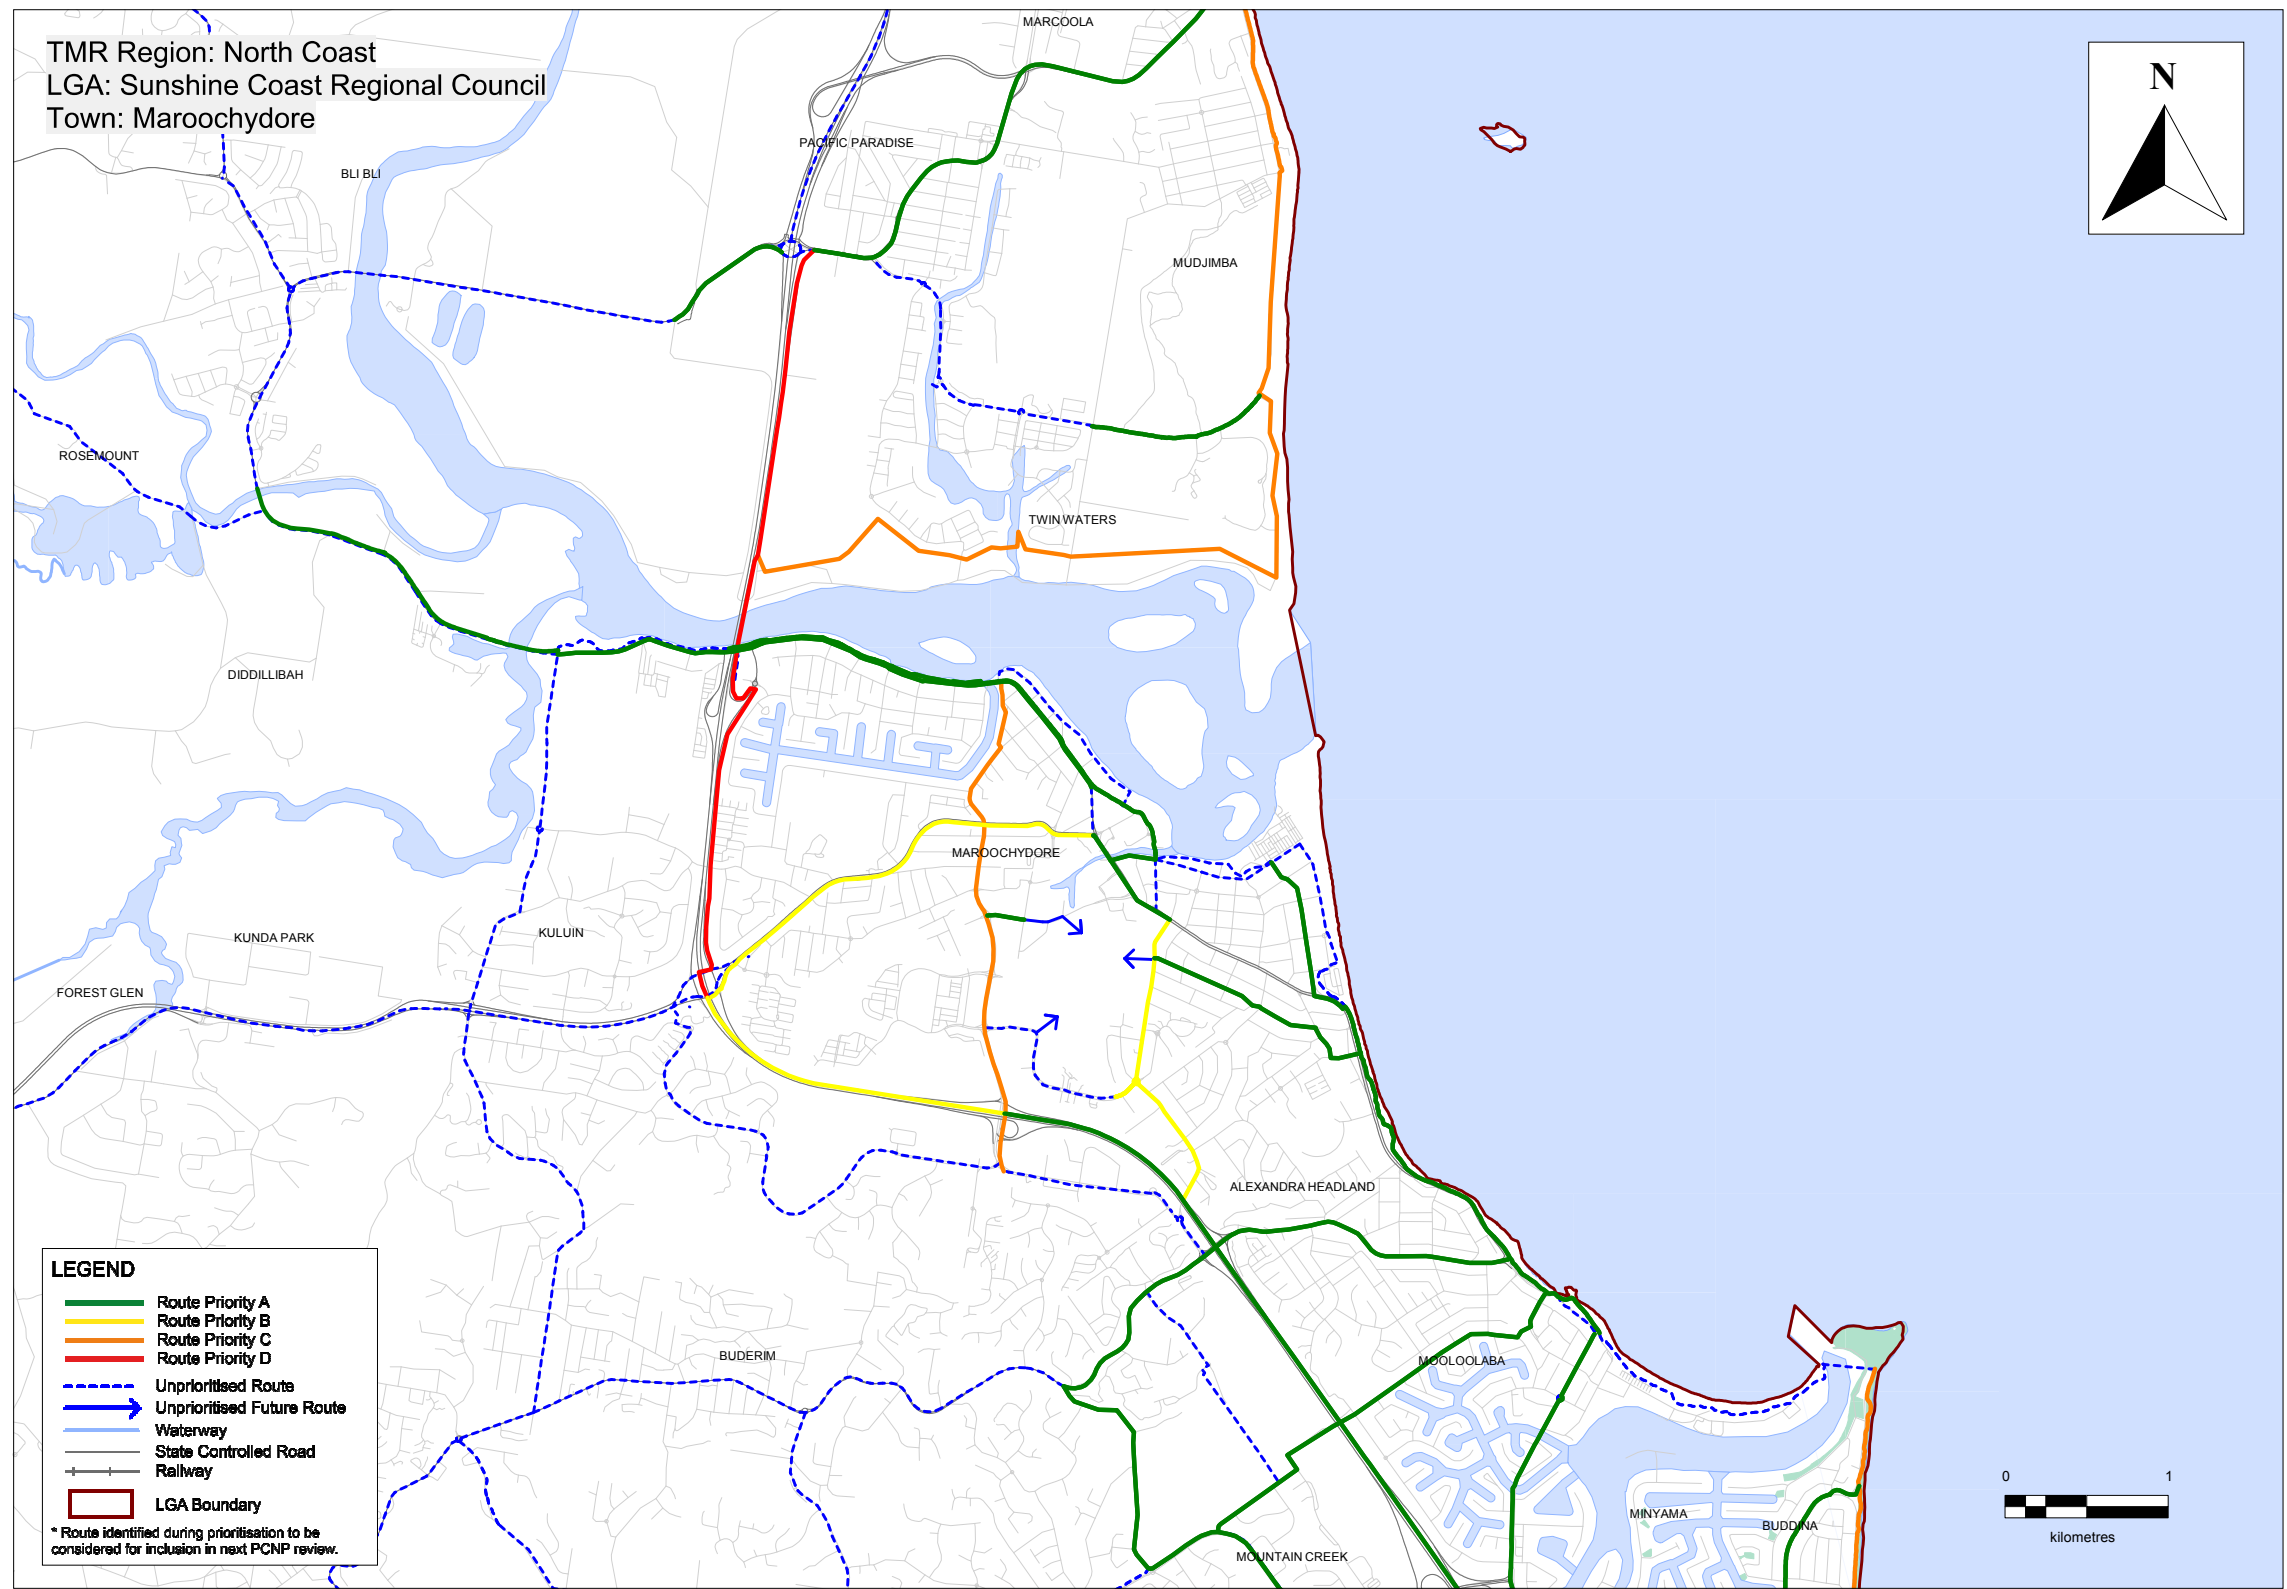 TMR Region: North Coast
LGA: Sunshine Coast Regional Council
Town: Maroochydore
MARCOOLA
N
PACIFIC PARADISE
BLI BLI
MUDJIMBA
ROSEMOUNT
TWIN WATERS
DIDDILLIBAH
MAROOCHYDORE
KULUIN
KUNDA PARK
FOREST GLEN
ALEXANDRA HEADLAND
BUDERIM
MOOLOOLABA
MINYAMA
BUDDINA
MOUNTAIN CREEK
LEGEND
Route Priority A
Route Priority B
Route Priority C
Route Priority D
Unprioritised Route
Unprioritised Future Route
Waterway
State Controlled Road
Railway
LGA Boundary
* Route identified during prioritisation to be
considered for inclusion in next PCNP review.
0 1
kilometres